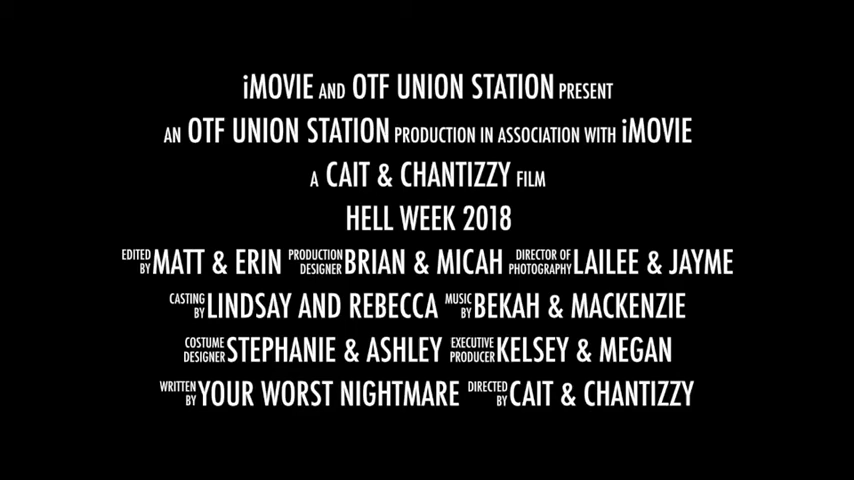 iMOVIE AND OTF UNION STATION PRESENT
AN OTF UNION STATION PRODUCTION IN ASSOCIATION WITH iMOVIE
A CAIT & CHANTIZZY FILM
HELL WEEK 2018
EDITED BY MATT & ERIN PRODUCTION DESIGNER BRIAN & MICAH DIRECTOR OF PHOTOGRAPHY LAILEE & JAYME
CASTING BY LINDSAY AND REBECCA MUSIC BY BEKAH & MACKENZIE
COSTUME DESIGNER STEPHANIE & ASHLEY EXECUTIVE PRODUCER KELSEY & MEGAN
WRITTEN BY YOUR WORST NIGHTMARE DIRECTED BY CAIT & CHANTIZZY